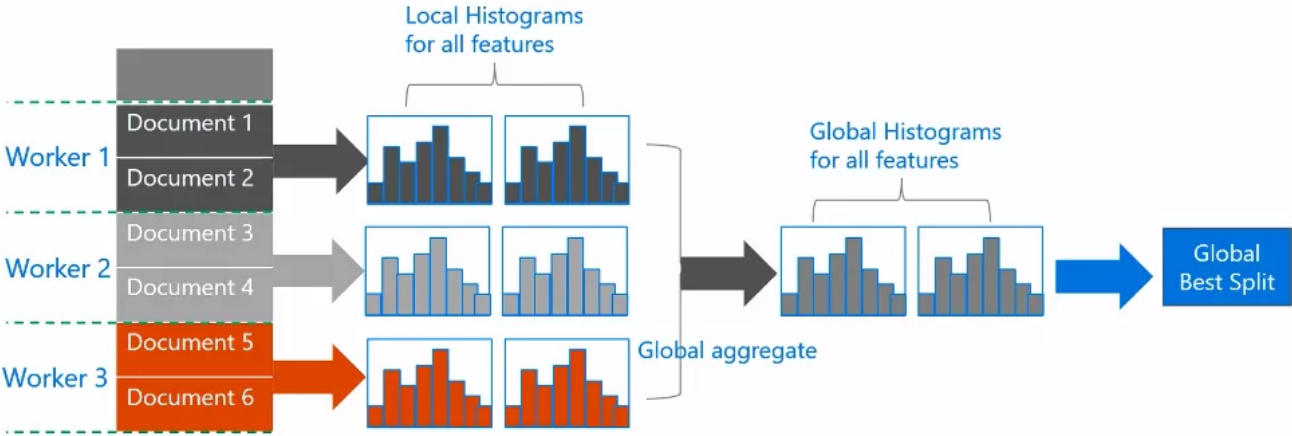 Local Histograms
for all features
Document 1
Worker 1
Document 2
Global Histograms
for all features
Document 3
Worker 2
Document 4
Global
Best Split
Document 5
Global aggregate
Worker 3
Document 6